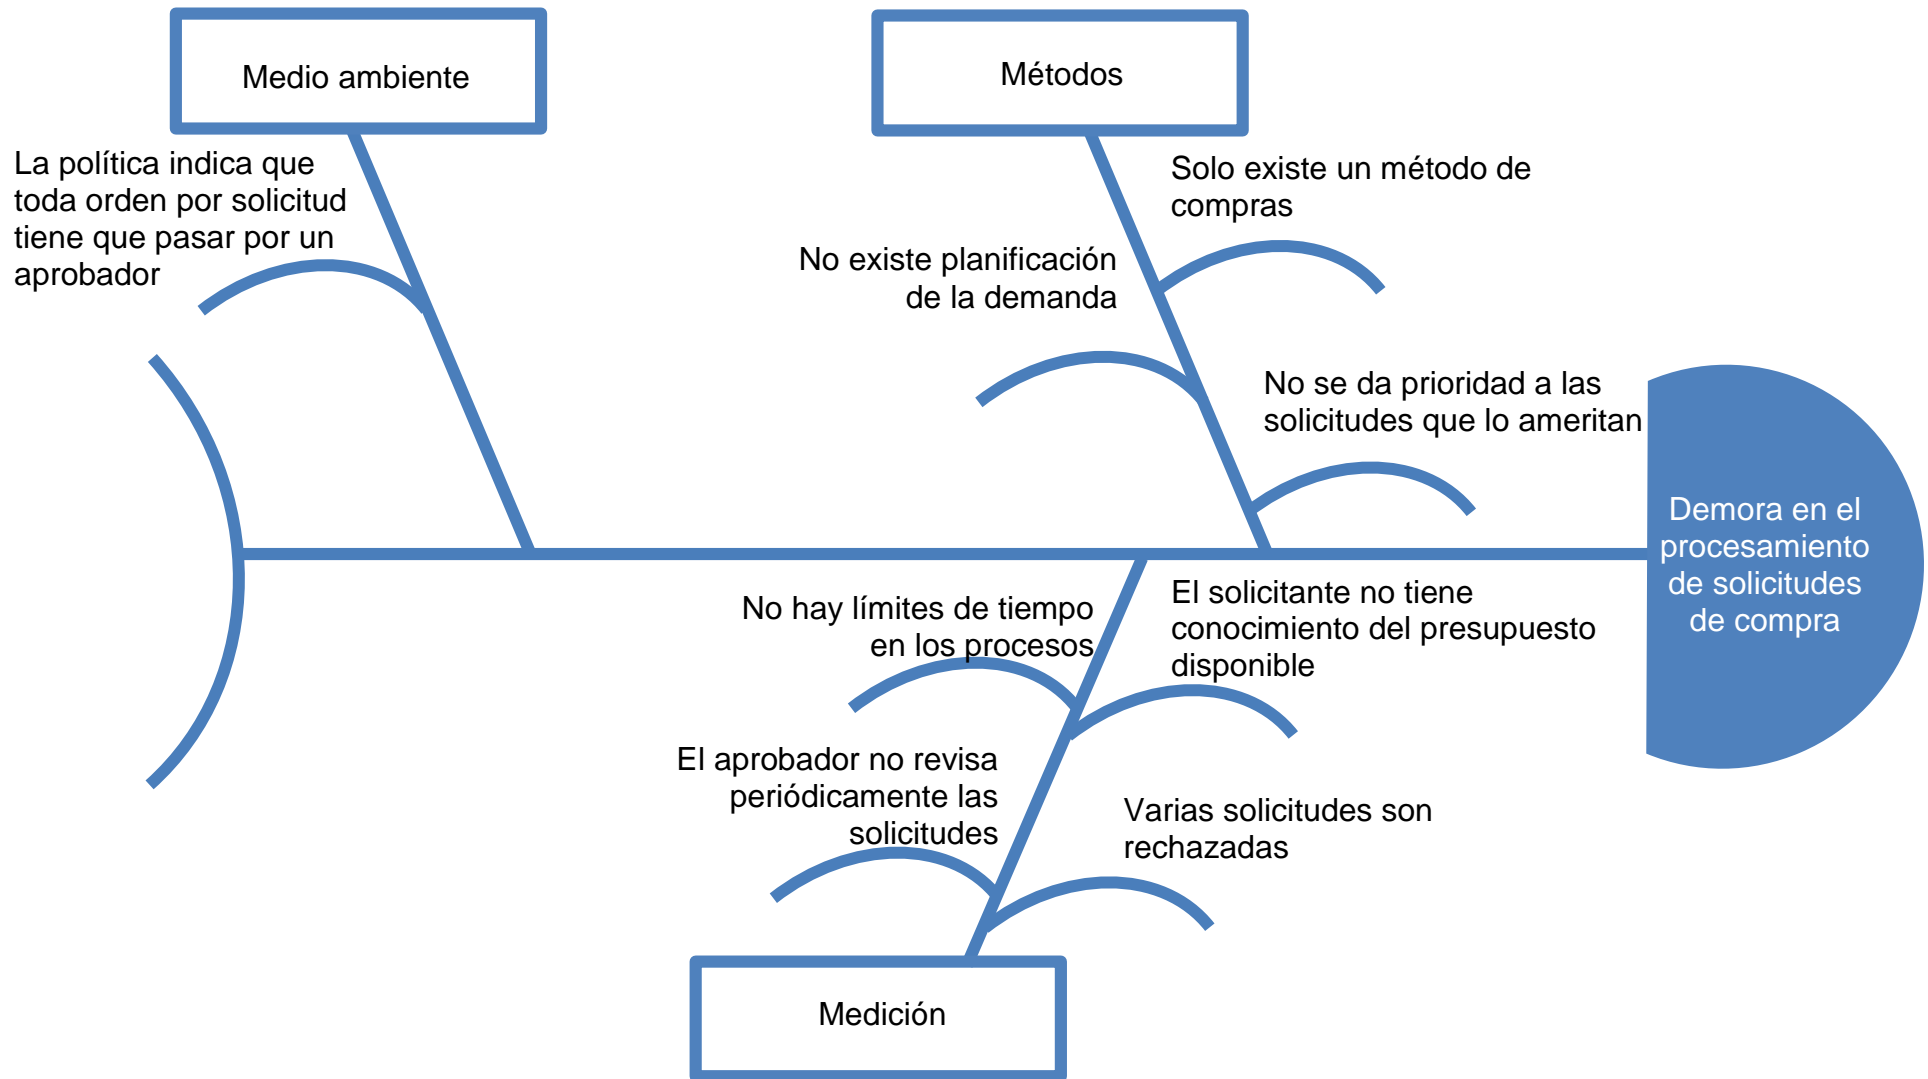 Medio ambiente
Métodos
La política indica que
toda orden por solicitud
tiene que pasar por un
aprobador
Solo existe un método de
compras
No existe planificación
de la demanda
No se da prioridad a las
solicitudes que lo ameritan
Demora en el
procesamiento
de solicitudes
de compra
No hay límites de tiempo
en los procesos
El solicitante no tiene
conocimiento del presupuesto
disponible
El aprobador no revisa
periódicamente las
solicitudes
Varias solicitudes son
rechazadas
Medición